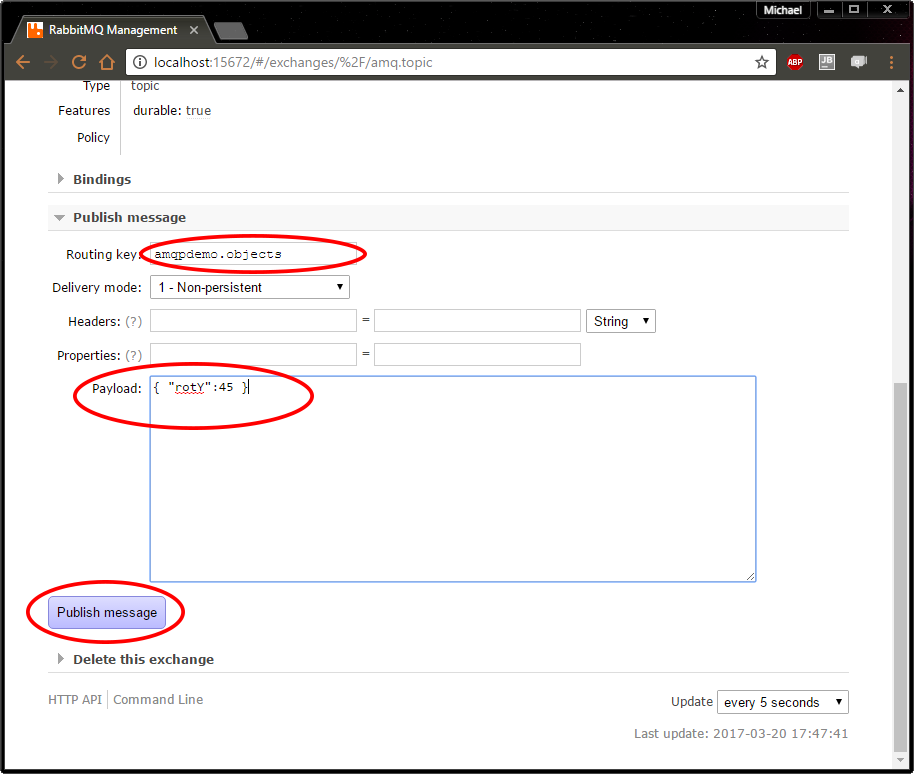 Michael
RabbitMQ Management
localhost:15672/#/exchanges/%2F/amq.topic
ABP
JB
Type topic
Features durable: true
Policy
Bindings
Publish message
Routing key: amqpdemo.objects
Delivery mode: 1 - Non-persistent
Headers: (?) = String
Properties: (?) =
Payload: { "rotY":45 }
Publish message
Delete this exchange
HTTP API Command Line
Update every 5 seconds
Last update: 2017-03-20 17:47:41